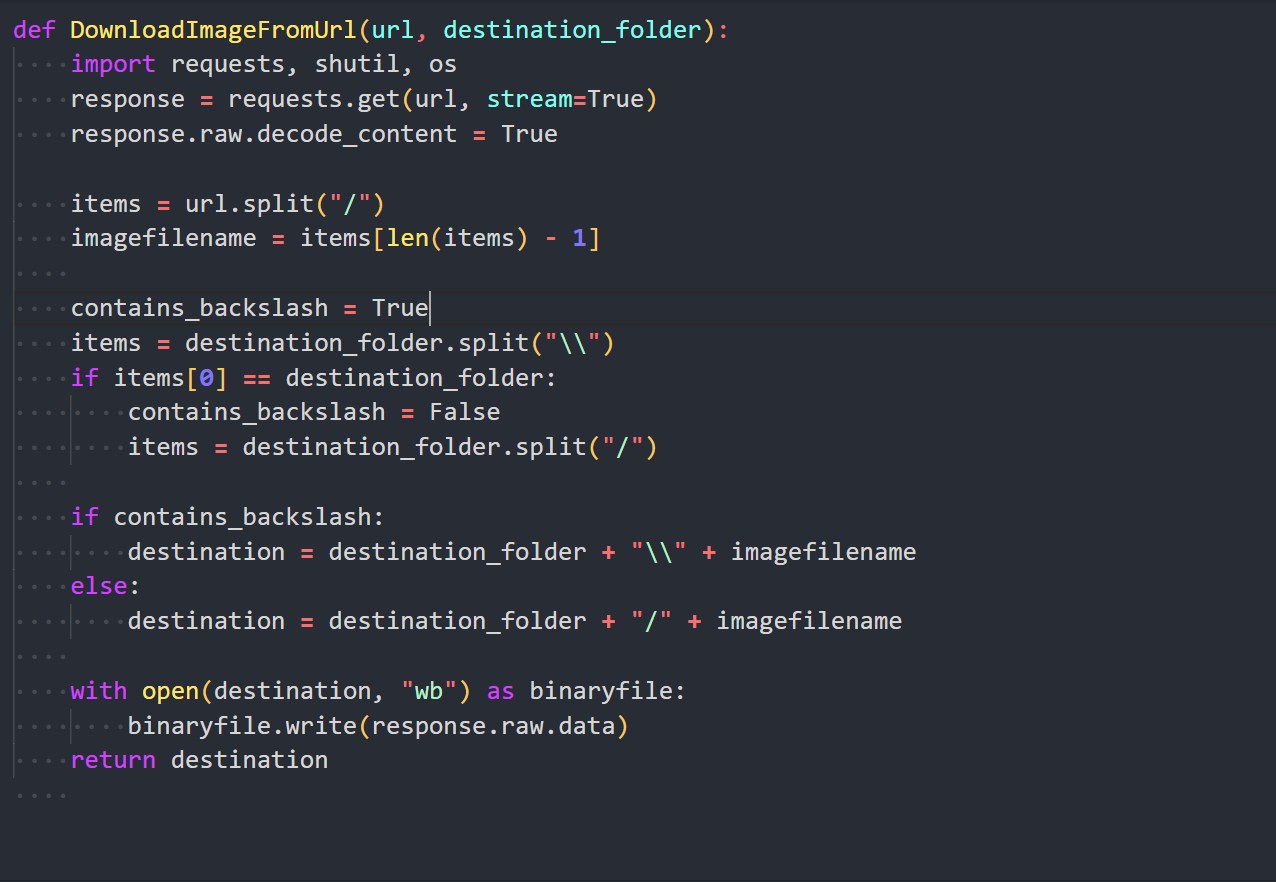 def DownloadImageFromUrl(url, destination_folder):
    import requests, shutil, os
    response = requests.get(url, stream=True)
    response.raw.decode_content = True

    items = url.split("/")
    imagefilename = items[len(items) - 1]

    contains_backslash = True
    items = destination_folder.split("\\")
    if items[0] == destination_folder:
        contains_backslash = False
        items = destination_folder.split("/")

    if contains_backslash:
        destination = destination_folder + "\\" + imagefilename
    else:
        destination = destination_folder + "/" + imagefilename

    with open(destination, "wb") as binaryfile:
        binaryfile.write(response.raw.data)
    return destination